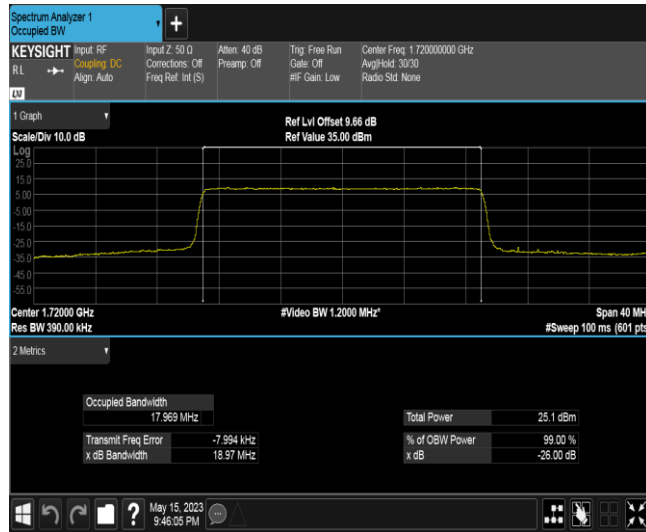 Spectrum Analyzer 1
Occupied BW
+
KEYSIGHT Input: RF Input Z: 50 Ω Atten: 40 dB Trig: Free Run Center Freq: 1.720000000 GHz
RL Coupling: DC Corrections: Off Preamp: Off Gate: Off Avg|Hold: 30/30
Align: Auto Freq Ref: Int (S) #IF Gain: Low Radio Std: None
LXI
1 Graph
Ref Lvl Offset 9.66 dB
Scale/Div 10.0 dB Ref Value 35.00 dBm
Log
25.0
15.0
5.00
-5.00
-15.0
-25.0
-35.0
-45.0
-55.0
Center 1.72000 GHz #Video BW 1.2000 MHz* Span 40 MH
Res BW 390.00 kHz #Sweep 100 ms (601 pts
2 Metrics
Occupied Bandwidth
17.969 MHz Total Power 25.1 dBm
Transmit Freq Error -7.994 kHz % of OBW Power 99.00 %
x dB Bandwidth 18.97 MHz x dB -26.00 dB
? May 15, 2023
9:46:05 PM